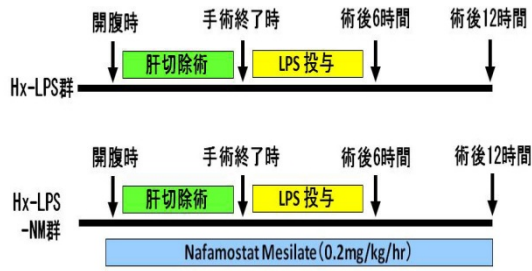 開腹時 手術終了時 術後6時間 術後12時間
肝切除術 LPS 投与
Hx-LPS群
開腹時 手術終了時 術後6時間 術後12時間
肝切除術 LPS 投与
Hx-LPS
-NM群
Nafamostat Mesilate(0.2mg/kg/hr)